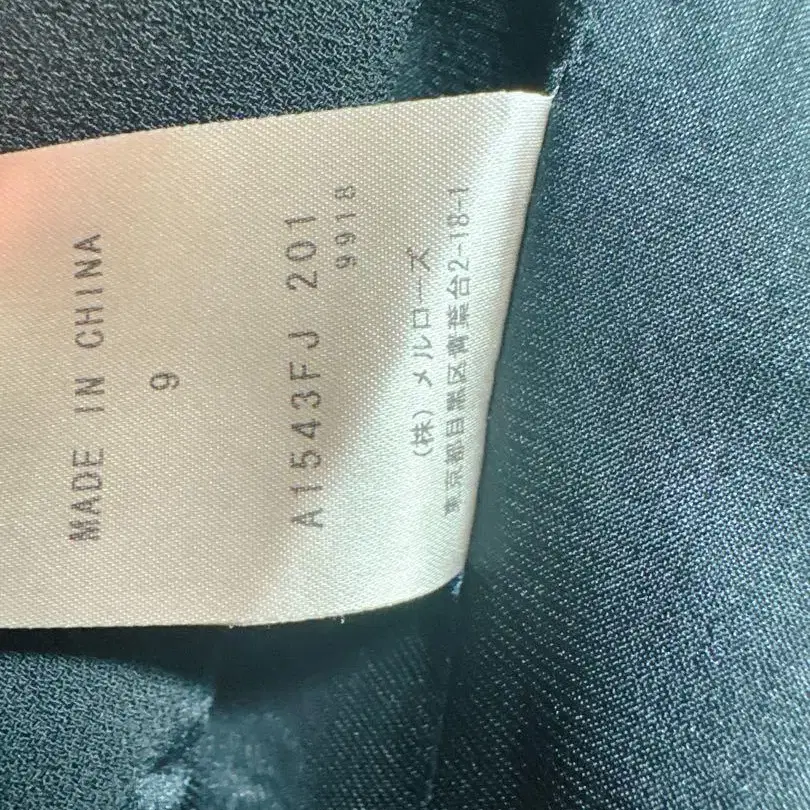 MADE IN CHINA
9
A1543FJ 201
9918
(株) メルローズ
東京都目黒区青葉台2-18-1